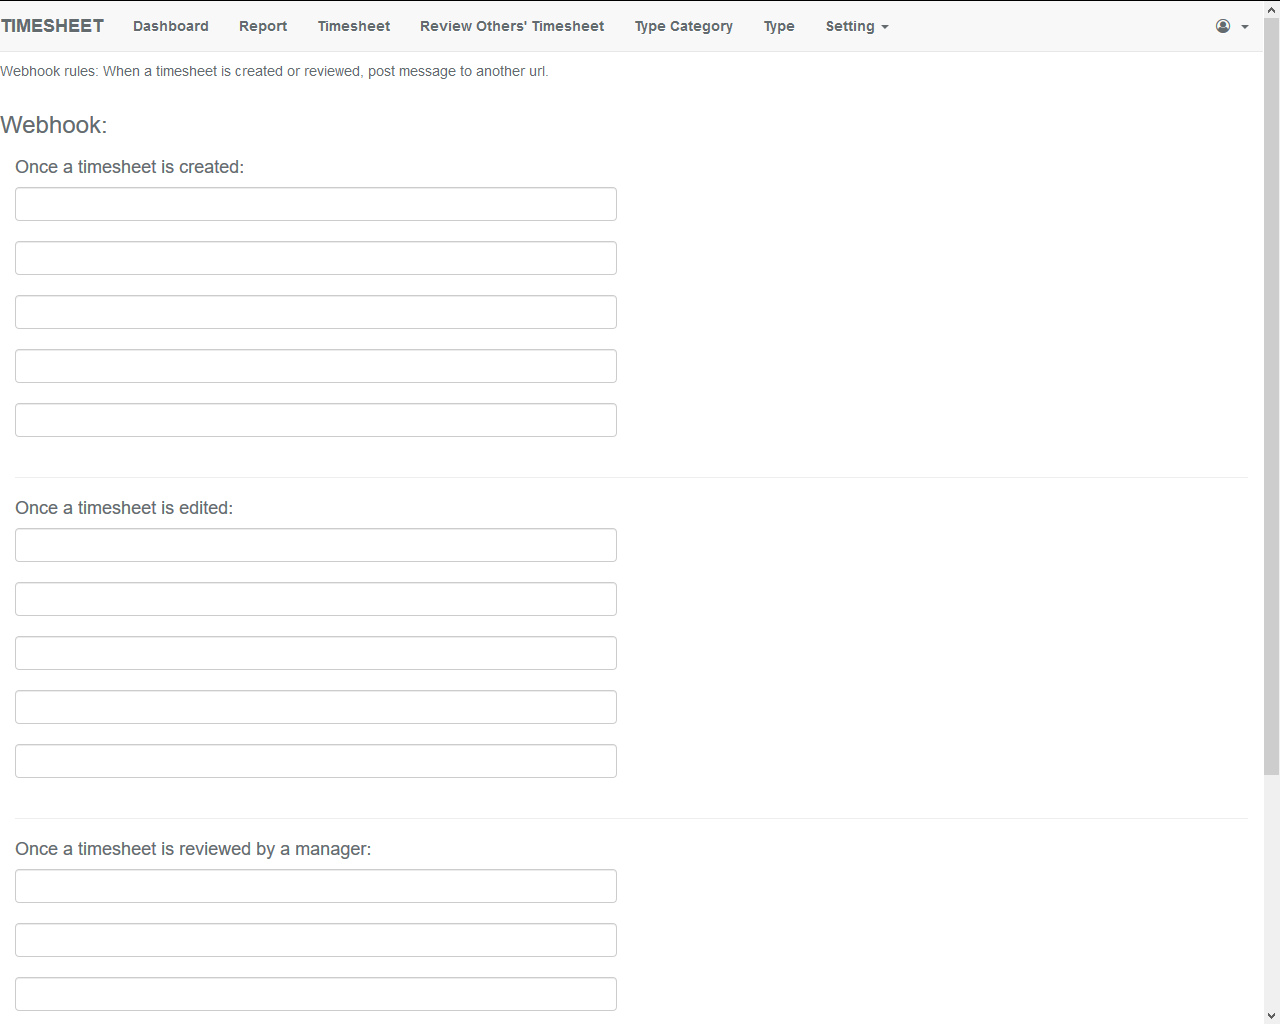 TIMESHEET Dashboard Report Timesheet Review Others' Timesheet Type Category Type Setting
Webhook rules: When a timesheet is created or reviewed, post message to another url.
Webhook:
Once a timesheet is created:
Once a timesheet is edited:
Once a timesheet is reviewed by a manager: